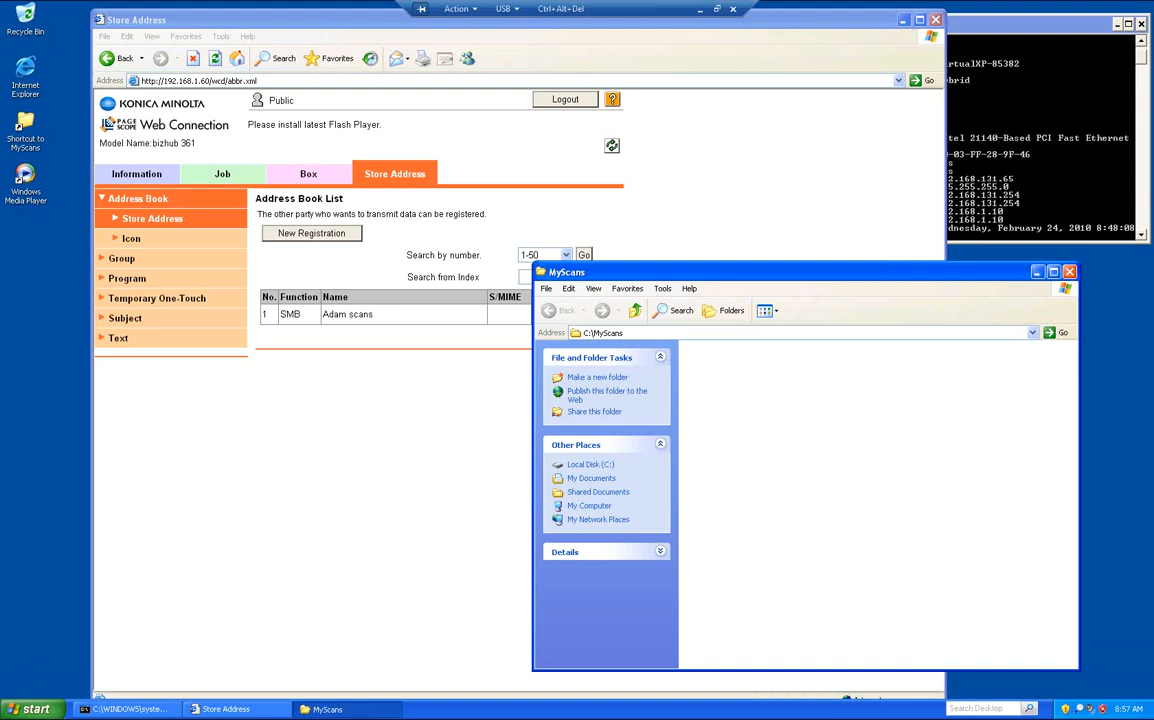 Action
USB
Ctrl+Alt+Del
Recycle Bin
Internet
Explorer
Shortcut to
MyScans
Windows
Media Player
Store Address
File Edit View Favorites Tools Help
Back
Search
Favorites
Address
http://192.168.1.60/wcd/abbr.xml
Go
KONICA MINOLTA
PAGE SCOPE Web Connection
Model Name:bizhub 361
Public
Logout
?
Please install latest Flash Player.
Information
Job
Box
Store Address
Address Book
Store Address
Icon
Group
Program
Temporary One-Touch
Subject
Text
Address Book List
The other party who wants to transmit data can be registered.
New Registration
Search by number.
1-50
Go
Search from Index
No. Function Name S/MIME
1 SMB Adam scans
irtualXP-85382
ybrid
tel 21140-Based PCI Fast Ethernet
-03-FF-28-9F-46
s
s
2.168.131.65
5.255.255.0
2.168.131.254
2.168.131.254
2.168.1.10
2.168.1.10
dnesday, February 24, 2010 8:48:08
MyScans
File Edit View Favorites Tools Help
Back
Search
Folders
Address
C:\MyScans
Go
File and Folder Tasks
Make a new folder
Publish this folder to the
Web
Share this folder
Other Places
Local Disk (C:)
My Documents
Shared Documents
My Computer
My Network Places
Details
start
C:\WINDOWS\syste...
Store Address
MyScans
Search Desktop
8:57 AM